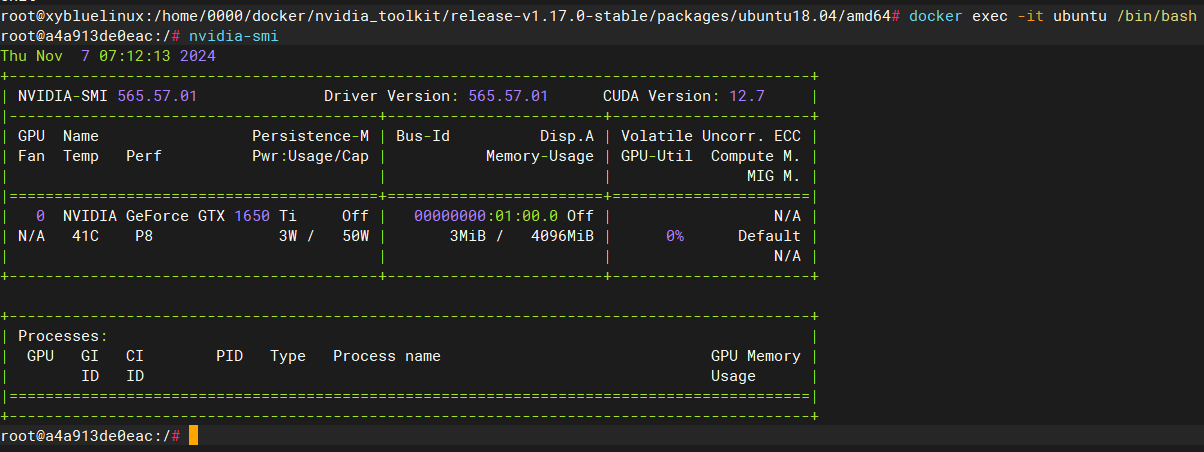 root@xybluelinux:/home/0000/docker/nvidia_toolkit/release-v1.17.0-stable/packages/ubuntu18.04/amd64# docker exec -it ubuntu /bin/bash
root@a4a913de0eac:/# nvidia-smi
Thu Nov  7 07:12:13 2024
+-----------------------------------------------------------------------------------------+
| NVIDIA-SMI 565.57.01              Driver Version: 565.57.01      CUDA Version: 12.7     |
|-----------------------------------------+------------------------+----------------------+
| GPU  Name                 Persistence-M | Bus-Id          Disp.A | Volatile Uncorr. ECC |
| Fan  Temp   Perf          Pwr:Usage/Cap |           Memory-Usage | GPU-Util  Compute M. |
|                                         |                        |               MIG M. |
|=========================================+========================+======================|
|   0  NVIDIA GeForce GTX 1650 Ti     Off |   00000000:01:00.0 Off |                  N/A |
| N/A   41C    P8              3W /   50W |       3MiB /   4096MiB |      0%      Default |
|                                         |                        |                  N/A |
+-----------------------------------------+------------------------+----------------------+
+-----------------------------------------------------------------------------------------+
| Processes:                                                                              |
|  GPU   GI   CI        PID   Type   Process name                              GPU Memory |
|        ID   ID                                                               Usage      |
|=========================================================================================|
+-----------------------------------------------------------------------------------------+
root@a4a913de0eac:/#